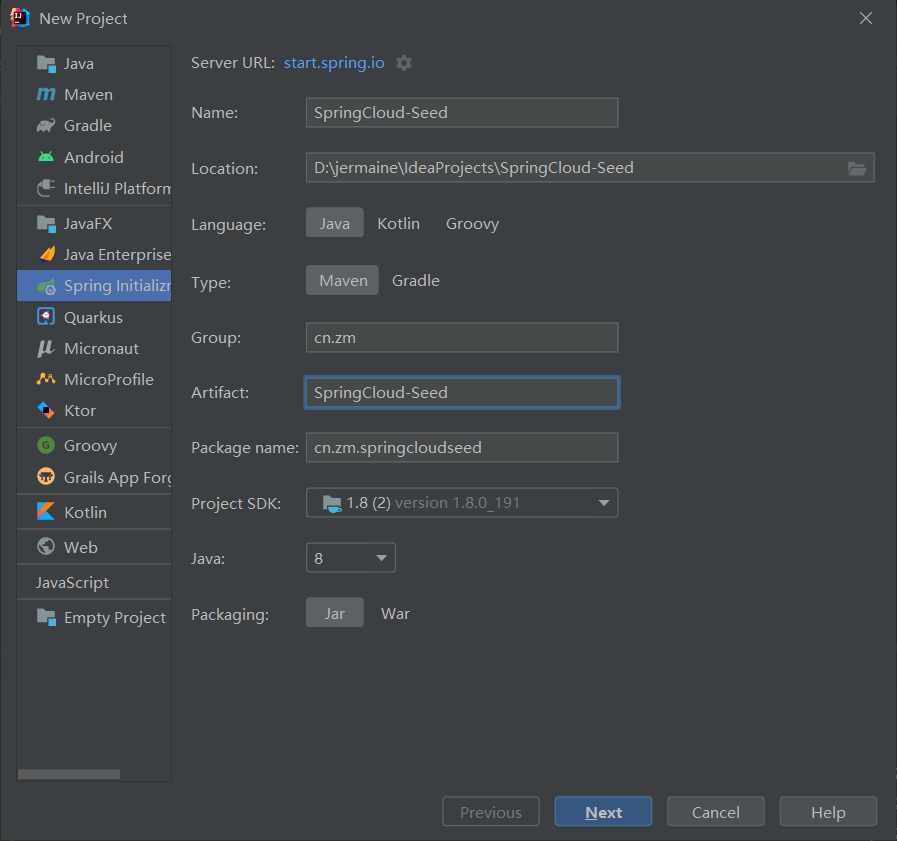 New Project
Java
Maven
Gradle
Android
IntelliJ Platform
JavaFX
Java Enterprise
Spring Initializr
Quarkus
Micronaut
MicroProfile
Ktor
Groovy
Grails App Forg
Kotlin
Web
JavaScript
Empty Project
Server URL: start.spring.io
Name: SpringCloud-Seed
Location: D:\jermaine\IdeaProjects\SpringCloud-Seed
Language: Java Kotlin Groovy
Type: Maven Gradle
Group: cn.zm
Artifact: SpringCloud-Seed
Package name: cn.zm.springcloudseed
Project SDK: 1.8 (2) version 1.8.0_191
Java: 8
Packaging: Jar War
Previous Next Cancel Help